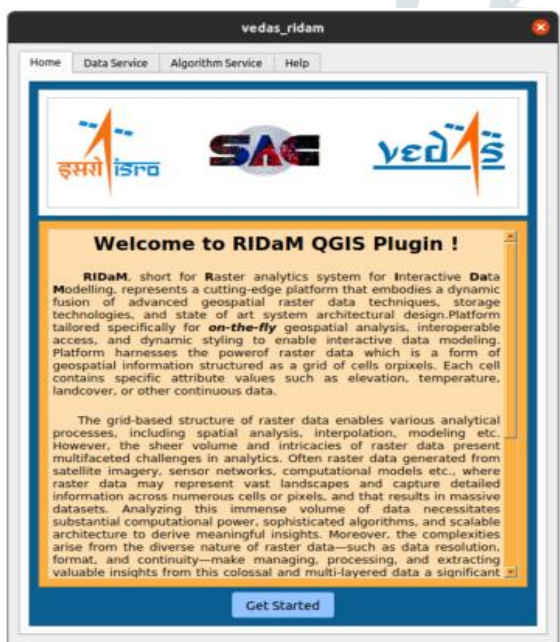 vedas_ridam
Home Data Service Algorithm Service Help
इसरो isro
SAC
vedas
Welcome to RIDaM QGIS Plugin !
RIDaM, short for Raster analytics system for Interactive Data
Modelling, represents a cutting-edge platform that embodies a dynamic
fusion of advanced geospatial raster data techniques, storage
technologies, and state of art system architectural design.Platform
tailored specifically for on-the-fly geospatial analysis, interoperable
access, and dynamic styling to enable interactive data modeling.
Platform harnesses the powerof raster data which is a form of
geospatial information structured as a grid of cells orpixels. Each cell
contains specific attribute values such as elevation, temperature,
landcover, or other continuous data.
The grid-based structure of raster data enables various analytical
processes, including spatial analysis, interpolation, modeling etc.
However, the sheer volume and intricacies of raster data present
multifaceted challenges in analytics. Often raster data generated from
satellite imagery, sensor networks, computational models etc., where
raster data may represent vast landscapes and capture detailed
information across numerous cells or pixels, and that results in massive
datasets. Analyzing this immense volume of data necessitates
substantial computational power, sophisticated algorithms, and scalable
architecture to derive meaningful insights. Moreover, the complexities
arise from the diverse nature of raster data—such as data resolution,
format, and continuity—make managing, processing, and extracting
valuable insights from this colossal and multi-layered data a significant
Get Started